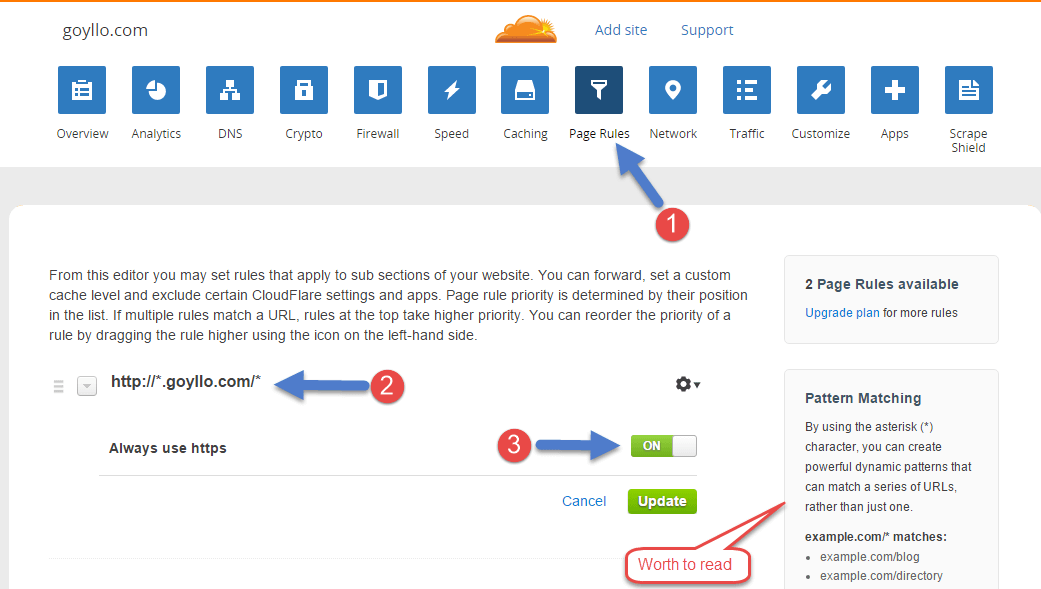 goyllo.com
Add site
Support
Overview
Analytics
DNS
Crypto
Firewall
Speed
Caching
Page Rules
Network
Traffic
Customize
Apps
Scrape
Shield
1
From this editor you may set rules that apply to sub sections of your website. You can forward, set a custom
cache level and exclude certain CloudFlare settings and apps. Page rule priority is determined by their position
in the list. If multiple rules match a URL, rules at the top take higher priority. You can reorder the priority of a
rule by dragging the rule higher using the icon on the left-hand side.
http://*.goyllo.com/*
2
Always use https
3
ON
Cancel
Update
2 Page Rules available
Upgrade plan for more rules
Pattern Matching
By using the asterisk (*)
character, you can create
powerful dynamic patterns that
can match a series of URLs,
rather than just one.
example.com/* matches:
• example.com/blog
• example.com/directory
Worth to read